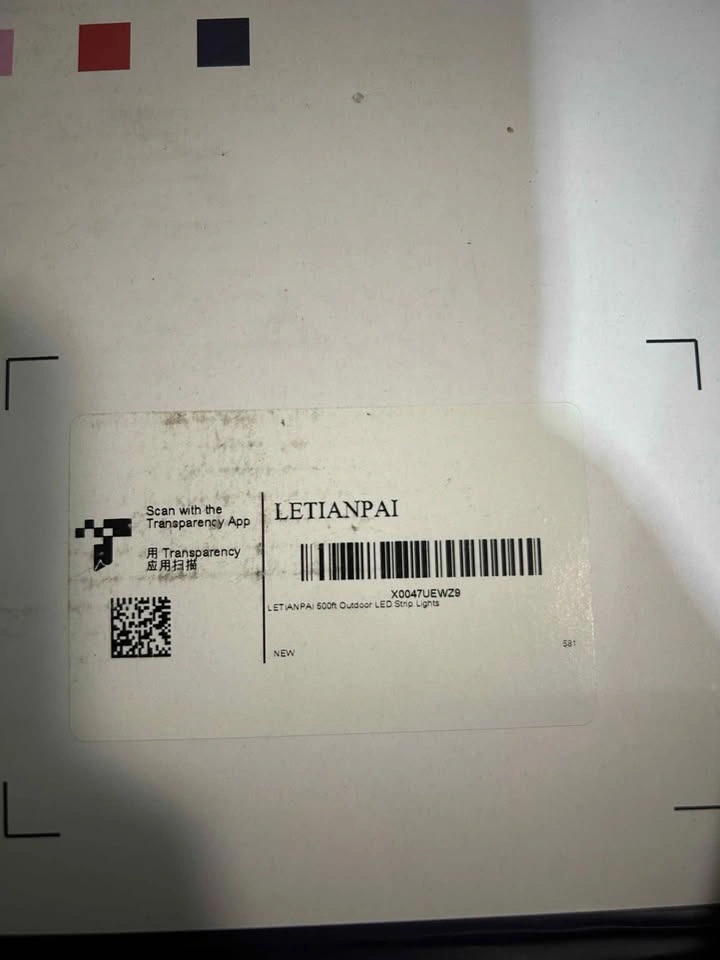 Scan with the
Transparency App
用 Transparency
应用扫描
LETIANPAI
X0047UEWZ9
LETIANPAI 500ft Outdoor LED Strip Lights
NEW
581